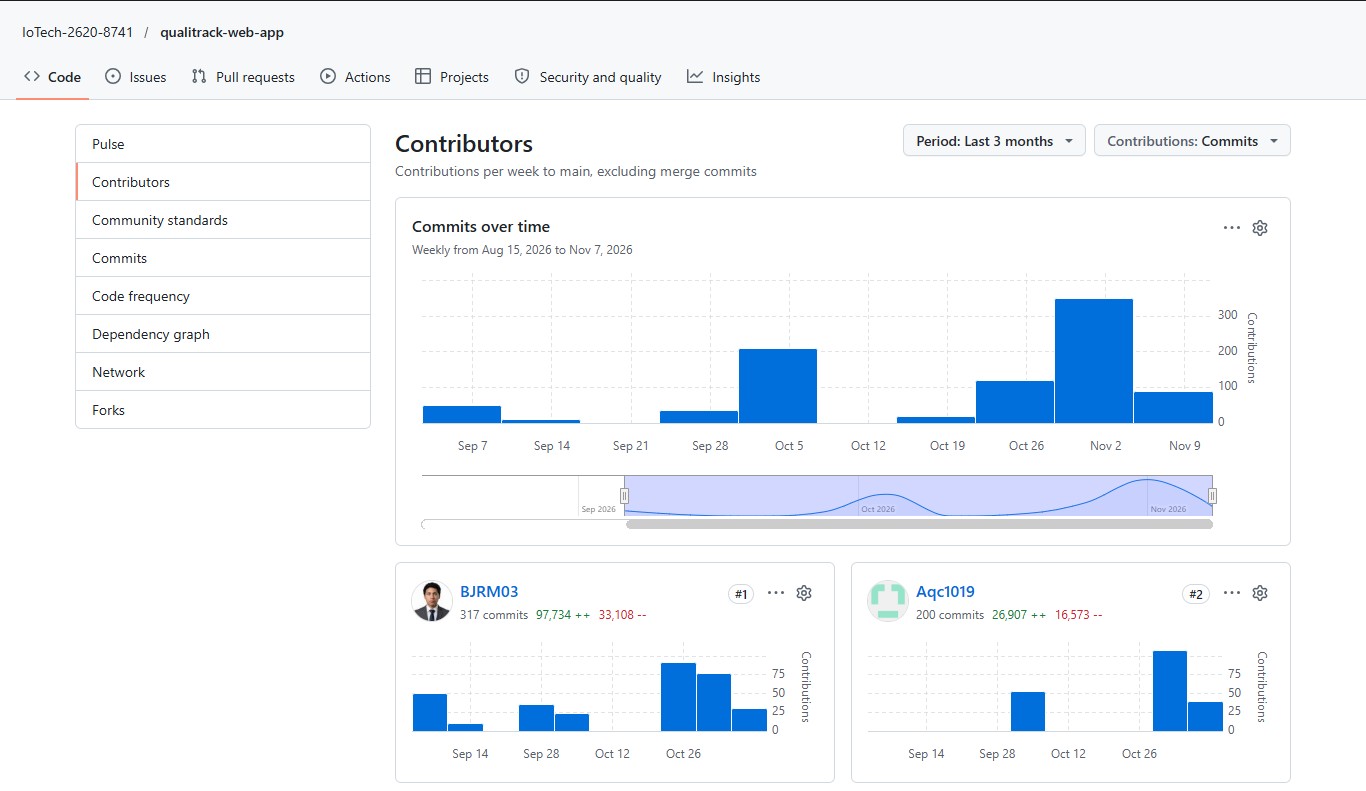 IoTech-2620-8741 / qualitrack-web-app
Code Issues Pull requests Actions Projects Security and quality Insights
Pulse
Contributors
Community standards
Commits
Code frequency
Dependency graph
Network
Forks
Contributors
Contributions per week to main, excluding merge commits
Period: Last 3 months
Contributions: Commits
Commits over time
Weekly from Aug 15, 2026 to Nov 7, 2026
300
200
100
0
Contributions
Sep 7 Sep 14 Sep 21 Sep 28 Oct 5 Oct 12 Oct 19 Oct 26 Nov 2 Nov 9
Sep 2026 Oct 2026 Nov 2026
BJRM03
#1
317 commits 97,734 ++ 33,108 --
75
50
25
0
Contributions
Sep 14 Sep 28 Oct 12 Oct 26
Aqc1019
#2
200 commits 26,907 ++ 16,573 --
75
50
25
0
Contributions
Sep 14 Sep 28 Oct 12 Oct 26